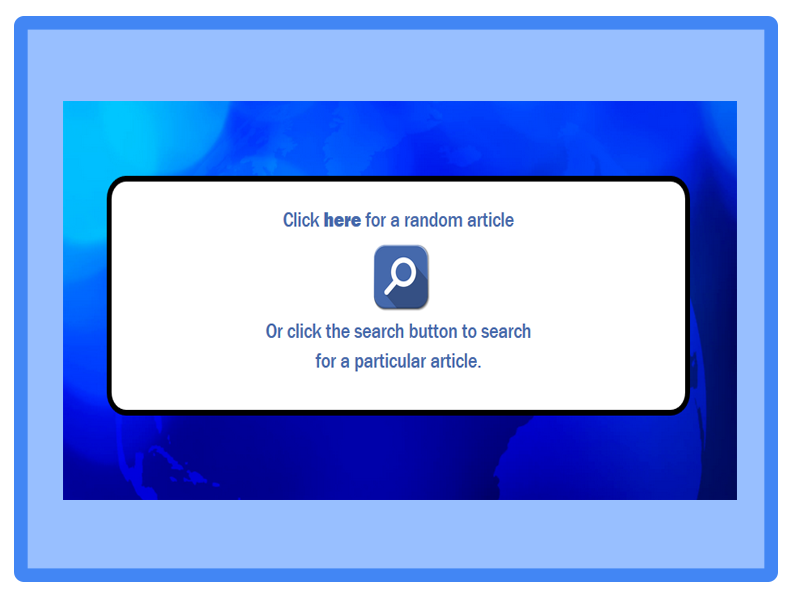 Click here for a random article
Or click the search button to search
for a particular article.